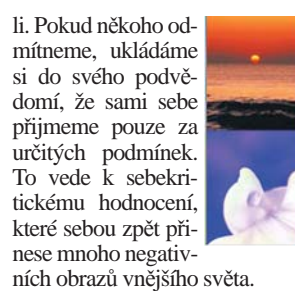 li. Pokud někoho od-
mítneme, ukládáme
si do svého podvě-
domí, že sami sebe
přijmeme pouze za
určitých podmínek.
To vede k sebekri-
tickému hodnocení,
které sebou zpět při-
nese mnoho negativ-
ních obrazů vnějšího světa.